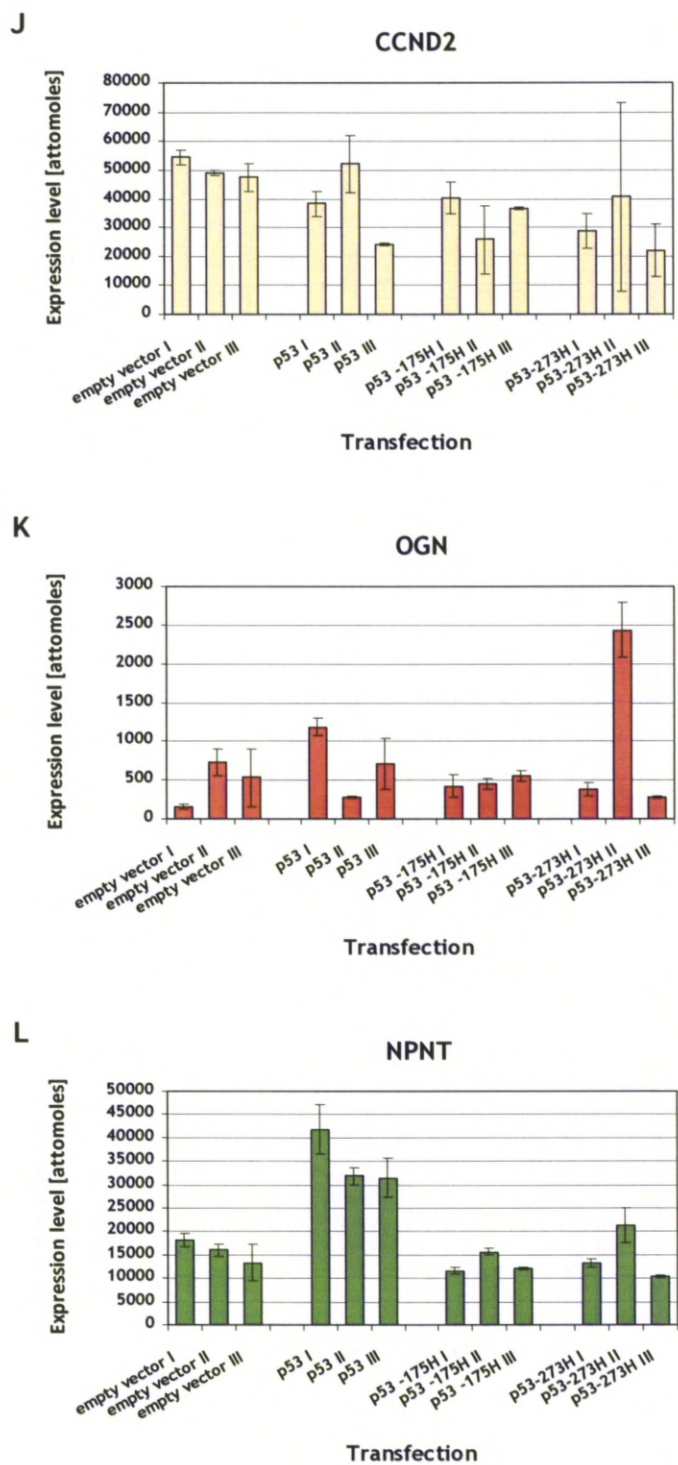 J
CCND2
Expression level [attomoles]
80000
70000
60000
50000
40000
30000
20000
10000
0
empty vector I
empty vector II
empty vector III
p53 I
p53 II
p53 III
p53 -175H I
p53 -175H II
p53 -175H III
p53-273H I
p53-273H II
p53-273H III
Transfection
K
OGN
Expression level [attomoles]
3000
2500
2000
1500
1000
500
0
empty vector I
empty vector II
empty vector III
p53 I
p53 II
p53 III
p53 -175H I
p53 -175H II
p53 -175H III
p53-273H I
p53-273H II
p53-273H III
Transfection
L
NPNT
Expression level [attomoles]
50000
45000
40000
35000
30000
25000
20000
15000
10000
5000
0
empty vector I
empty vector II
empty vector III
p53 I
p53 II
p53 III
p53 -175H I
p53 -175H II
p53 -175H III
p53-273H I
p53-273H II
p53-273H III
Transfection